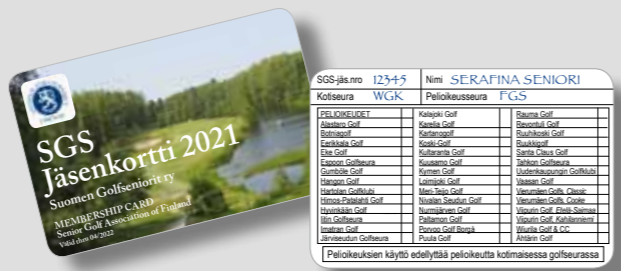 SGS
Jäsenkortti 2021
Suomen Golfseniorit ry
MEMBERSHIP CARD
Senior Golf Association of Finland
Valid thru 04/2022
SGS-jäs.nro 12345 Nimi SERAFINA SENIORI
Kotiseura WGK Pelioikeusseura FGS
PELIOIKEUDET Kalajoki Golf Rauma Golf
Alastaro Golf Karelia Golf Revontuli Golf
Botniagolf Kartanogolf Ruuhikoski Golf
Eerikkala Golf Koski-Golf Ruukkigolf
Eke Golf Kultaranta Golf Santa Claus Golf
Espoon Golfseura Kuusamo Golf Tahkon Golfseura
Gumböle Golf Kymen Golf Uudenkaupungin Golfklubi
Hangon Golf Loimijoki Golf Vaasan Golf
Hartolan Golfklubi Meri-Teijo Golf Vierumäen Golfs, Classic
Himos-Patalahti Golf Nivalan Seudun Golf Vierumäen Golfs, Cooke
Hyvinkään Golf Nurmijärven Golf Viipurin Golf, Etelä-Saimaa
Iitin Golfseura Paltamon Golf Viipurin Golf, Kahilanniemi
Imatran Golf Porvoo Golf Borgå Wiurila Golf & CC
Järviseudun Golfseura Puula Golf Ähtärin Golf
Pelioikeuksien käyttö edellyttää pelioikeutta kotimaisessa golfseurassa